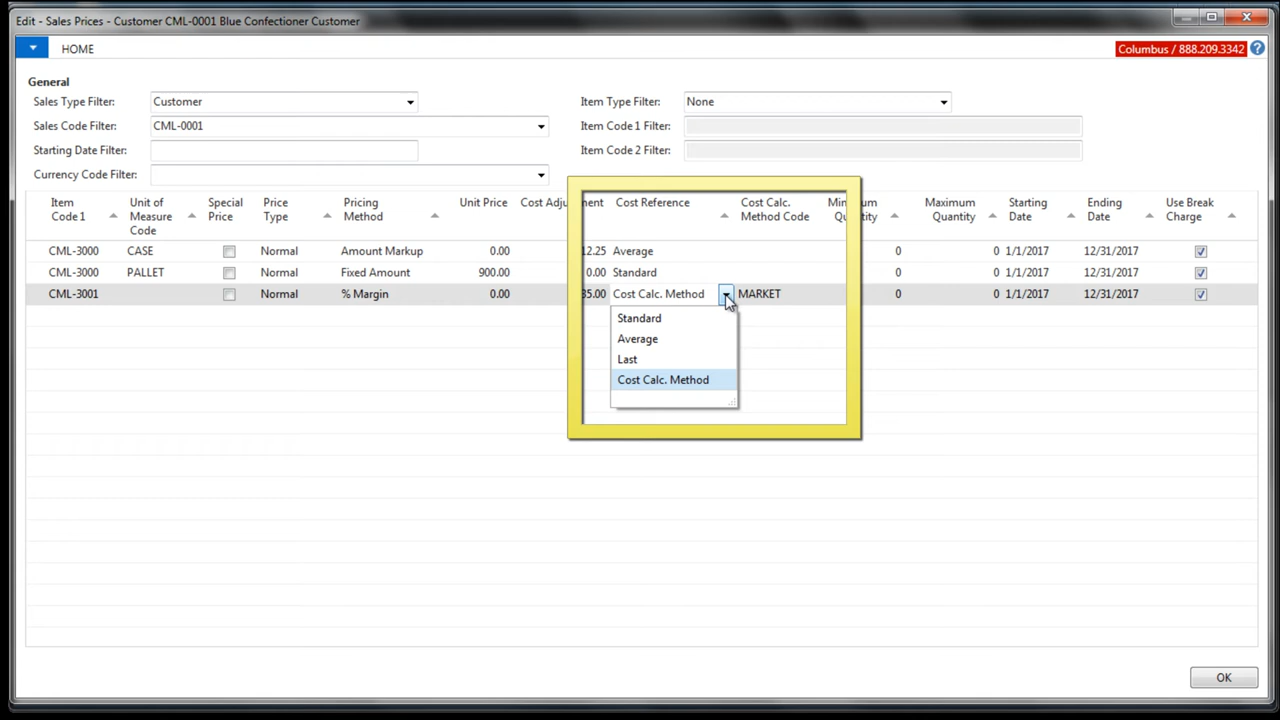 Edit - Sales Prices - Customer CML-0001 Blue Confectioner Customer
HOME
Columbus / 888.209.3342
General
Sales Type Filter: Customer
Item Type Filter: None
Sales Code Filter: CML-0001
Item Code 1 Filter:
Starting Date Filter:
Item Code 2 Filter:
Currency Code Filter:
Item Code 1 Unit of Measure Code Special Price Price Type Pricing Method Unit Price Cost Adju ment Cost Reference Cost Calc. Method Code Minimum Quantity Maximum Quantity Starting Date Ending Date Use Break Charge
CML-3000 CASE Normal Amount Markup 0.00 12.25 Average 0 0 1/1/2017 12/31/2017
CML-3000 PALLET Normal Fixed Amount 900.00 0.00 Standard 0 0 1/1/2017 12/31/2017
CML-3001 Normal % Margin 0.00 35.00 Cost Calc. Method MARKET 0 0 1/1/2017 12/31/2017
Standard
Average
Last
Cost Calc. Method
OK